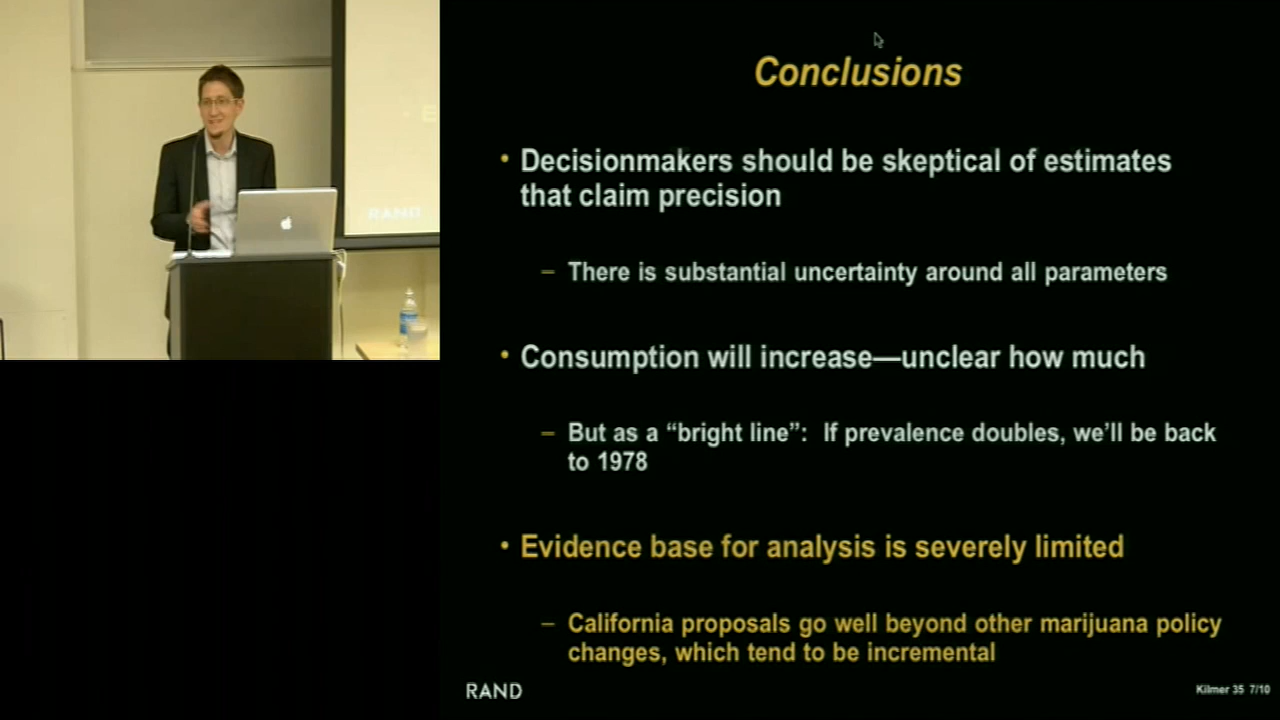 Conclusions
• Decisionmakers should be skeptical of estimates
that claim precision
– There is substantial uncertainty around all parameters
• Consumption will increase—unclear how much
– But as a “bright line”:  If prevalence doubles, we’ll be back
to 1978
• Evidence base for analysis is severely limited
– California proposals go well beyond other marijuana policy
changes, which tend to be incremental
RAND
Kilmer 35 7/10
RAND